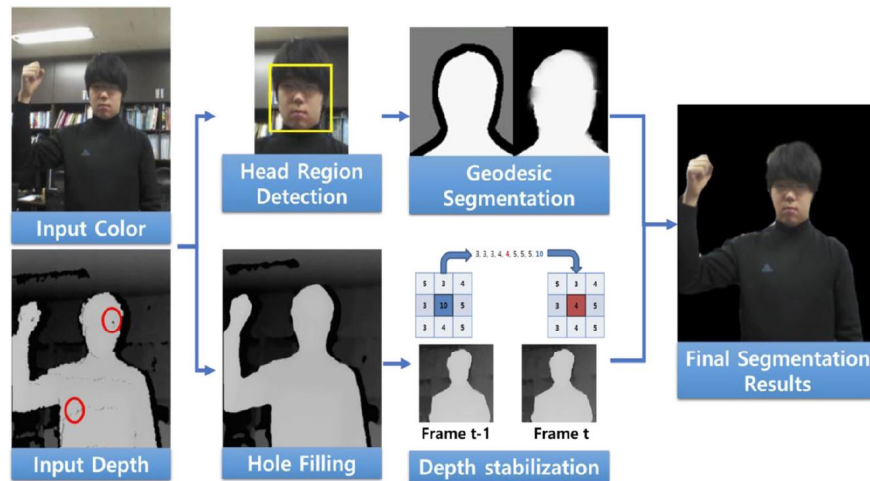 Input Color
Head Region
Detection
Geodesic
Segmentation
3, 3, 3, 4, 4, 5, 5, 5, 10
5 3 4
3 10 5
3 4 5
5 3 4
3 4 5
3 4 5
Frame t-1
Frame t
Input Depth
Hole Filling
Depth stabilization
Final Segmentation
Results